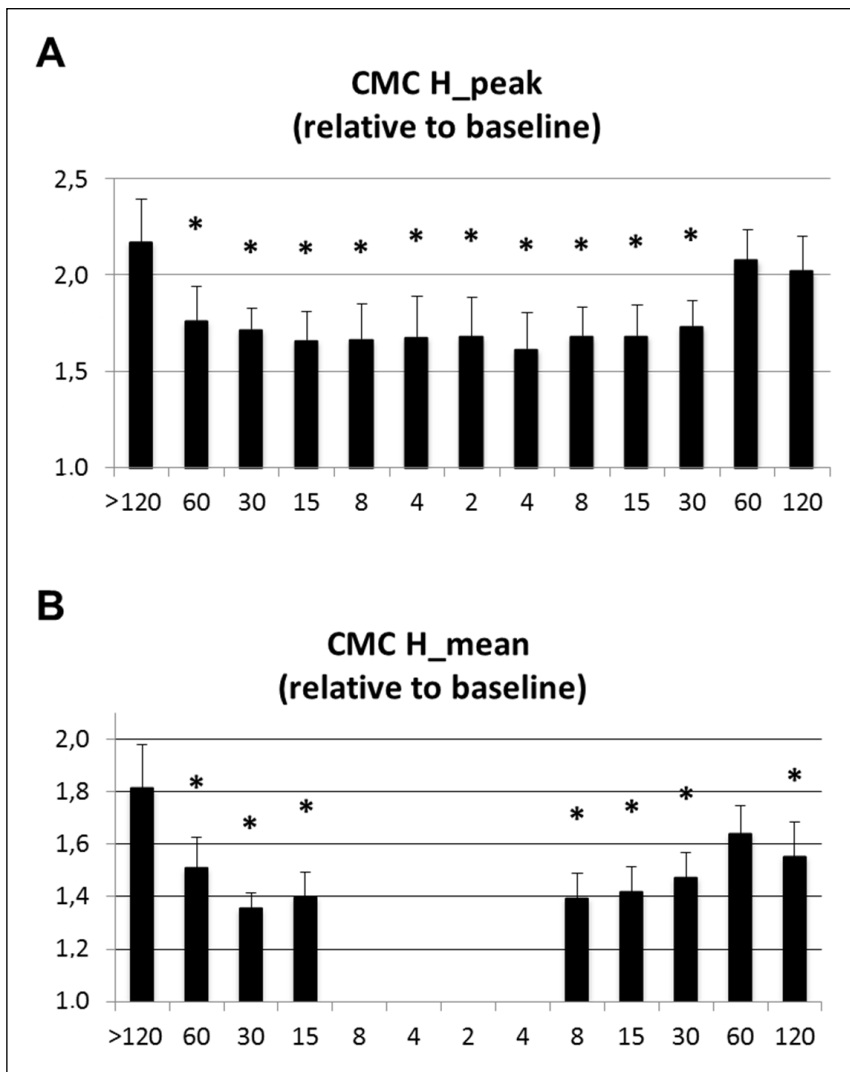 A
CMC H_peak
(relative to baseline)
2,5
* * * * * * * * * *
2,0
1,5
1.0
>120 60 30 15 8 4 2 4 8 15 30 60 120
B
CMC H_mean
(relative to baseline)
2,0
* * * * * * *
1,8
1,6
1,4
1,2
1.0
>120 60 30 15 8 4 2 4 8 15 30 60 120